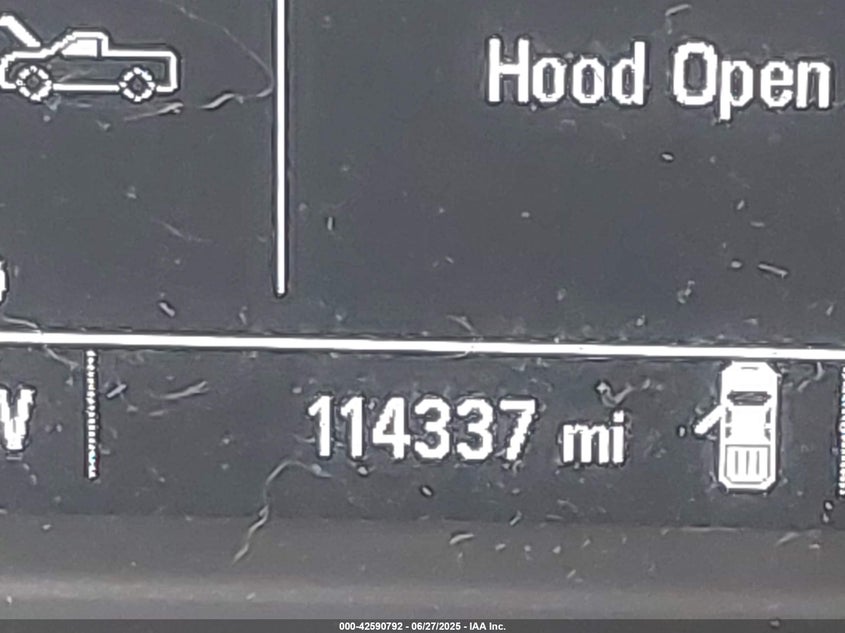 Hood Open
V
114337 mi
000-42590792 - 06/27/2025 - IAA Inc.